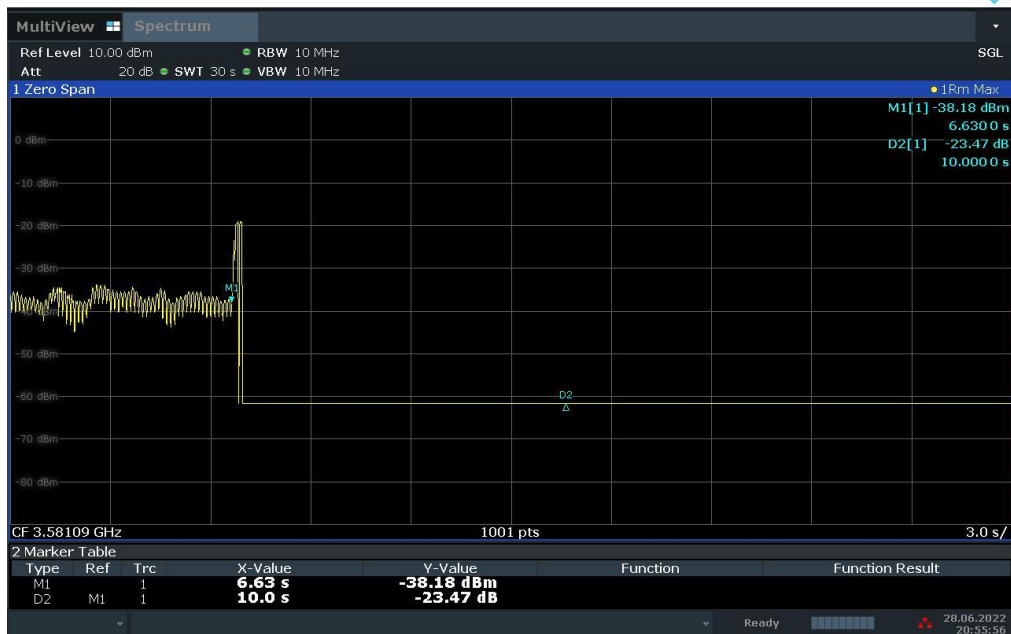 MultiView Spectrum
Ref Level 10.00 dBm RBW 10 MHz SGL
Att 20 dB SWT 30 s VBW 10 MHz
1 Zero Span 1Rm Max
M1[1] -38.18 dBm
6.6300 s
0 dBm
D2[1] -23.47 dB
10.0000 s
-10 dBm
-20 dBm
-30 dBm
M1
-50 dBm
-60 dBm
D2
-70 dBm
-80 dBm
CF 3.58109 GHz 1001 pts 3.0 s/
2 Marker Table
Type Ref Trc X-Value Y-Value Function Function Result
M1 1 6.63 s -38.18 dBm
D2 M1 1 10.0 s -23.47 dB
Ready 28.06.2022
20:55:56